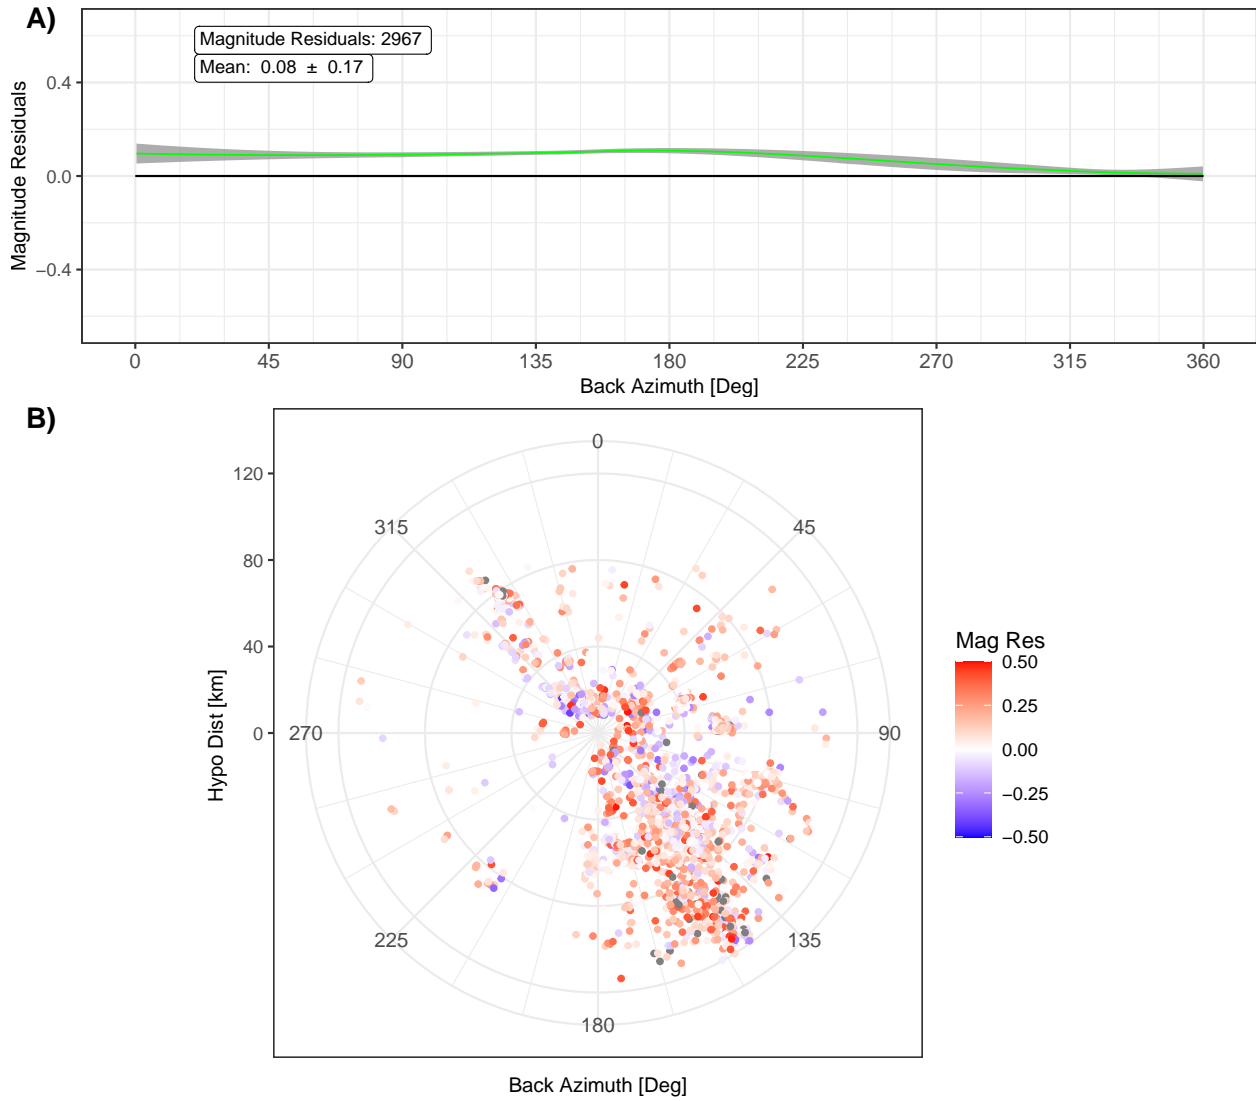 A)
Magnitude Residuals: 2967
Mean:  0.08  ±  0.17
Magnitude Residuals
0.4
0.0
−0.4
0 45 90 135 180 225 270 315 360
Back Azimuth [Deg]
B)
Hypo Dist [km]
120
80
40
0
0
45
90
135
180
225
270
315
Back Azimuth [Deg]
Mag Res
0.50
0.25
0.00
−0.25
−0.50